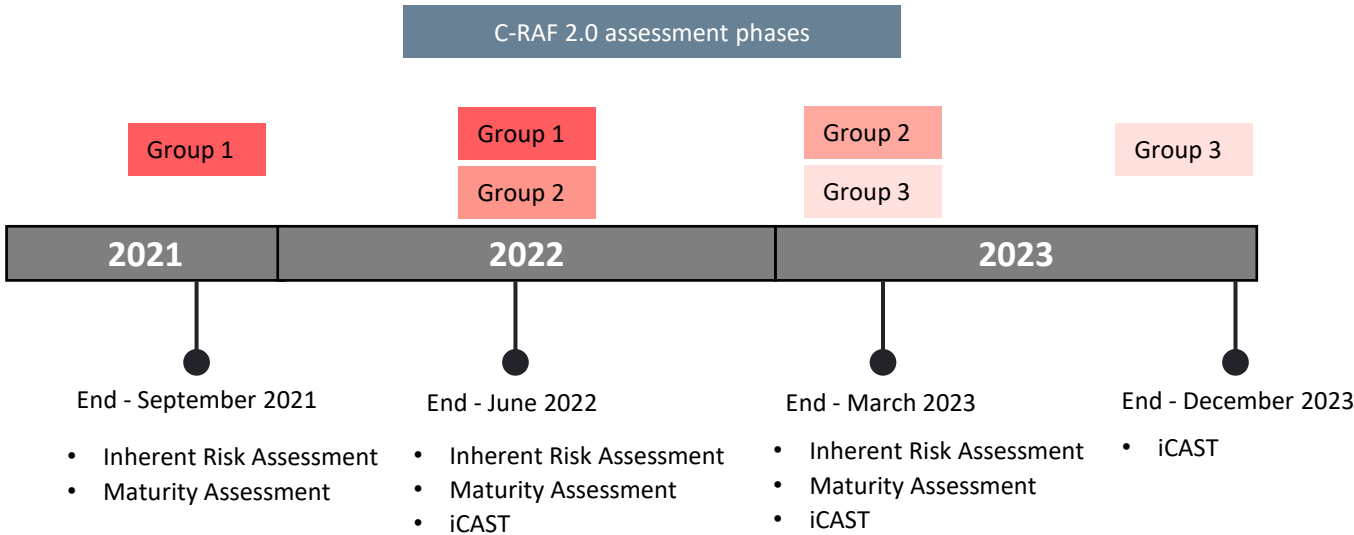 C-RAF 2.0 assessment phases
Group 1
Group 1
Group 2
Group 2
Group 3
Group 3
2021
2022
2023
End - September 2021
• Inherent Risk Assessment
• Maturity Assessment
End - June 2022
• Inherent Risk Assessment
• Maturity Assessment
• iCAST
End - March 2023
• Inherent Risk Assessment
• Maturity Assessment
• iCAST
End - December 2023
• iCAST